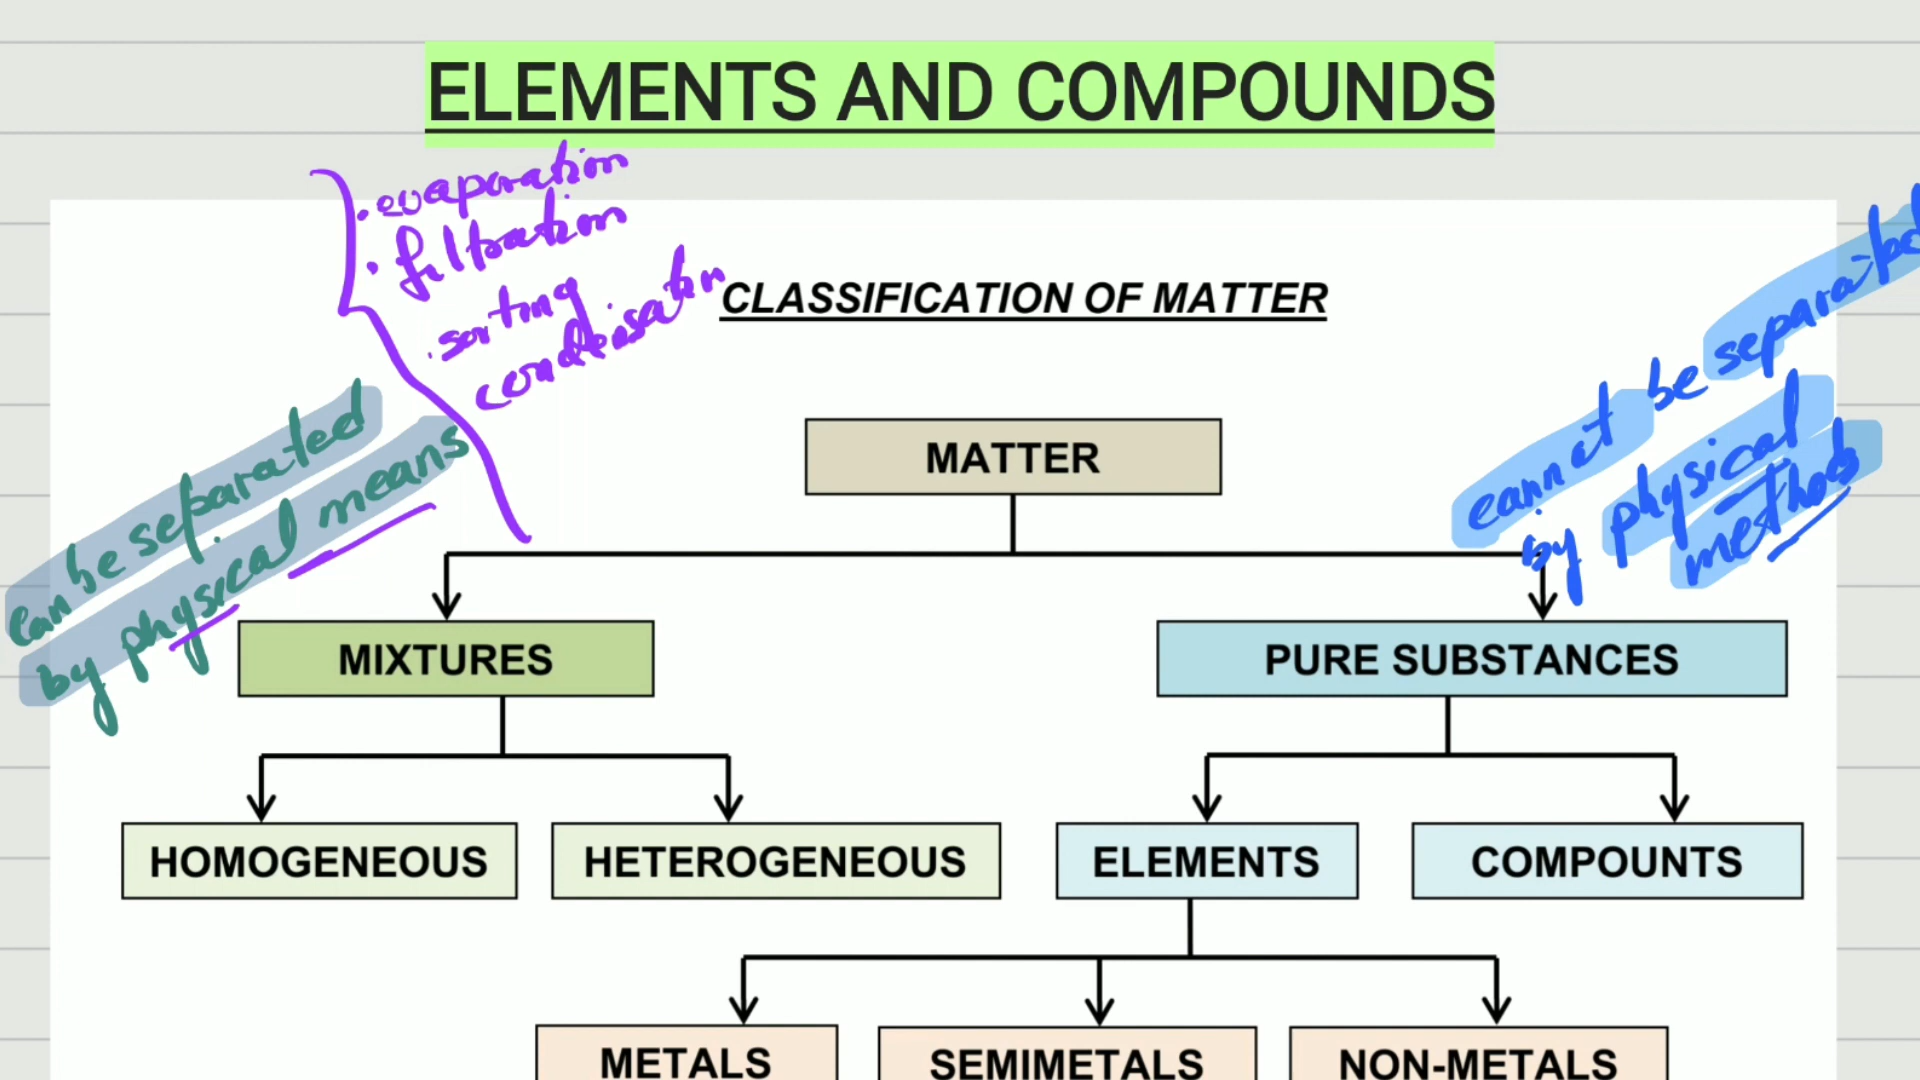 ELEMENTS AND COMPOUNDS
. evaporation
. filtration
. sorting
condensation
CLASSIFICATION OF MATTER
can be separated
by physical means
cannot be separated
by physical
methods
MATTER
MIXTURES
PURE SUBSTANCES
HOMOGENEOUS
HETEROGENEOUS
ELEMENTS
COMPOUNTS
METALS
SEMIMETALS
NON-METALS